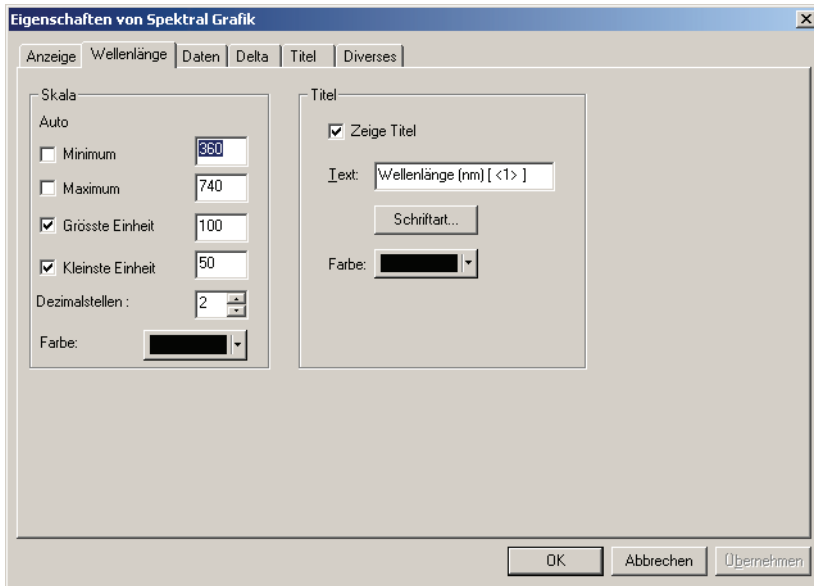 Eigenschaften von Spektral Grafik
Anzeige Wellenlänge Daten Delta Titel Diverses
Skala
Auto
Minimum 360
Maximum 740
Grösste Einheit 100
Kleinste Einheit 50
Dezimalstellen : 2
Farbe:
Titel
Zeige Titel
Text: Wellenlänge (nm) [ <1> ]
Schriftart...
Farbe:
OK Abbrechen Übernehmen